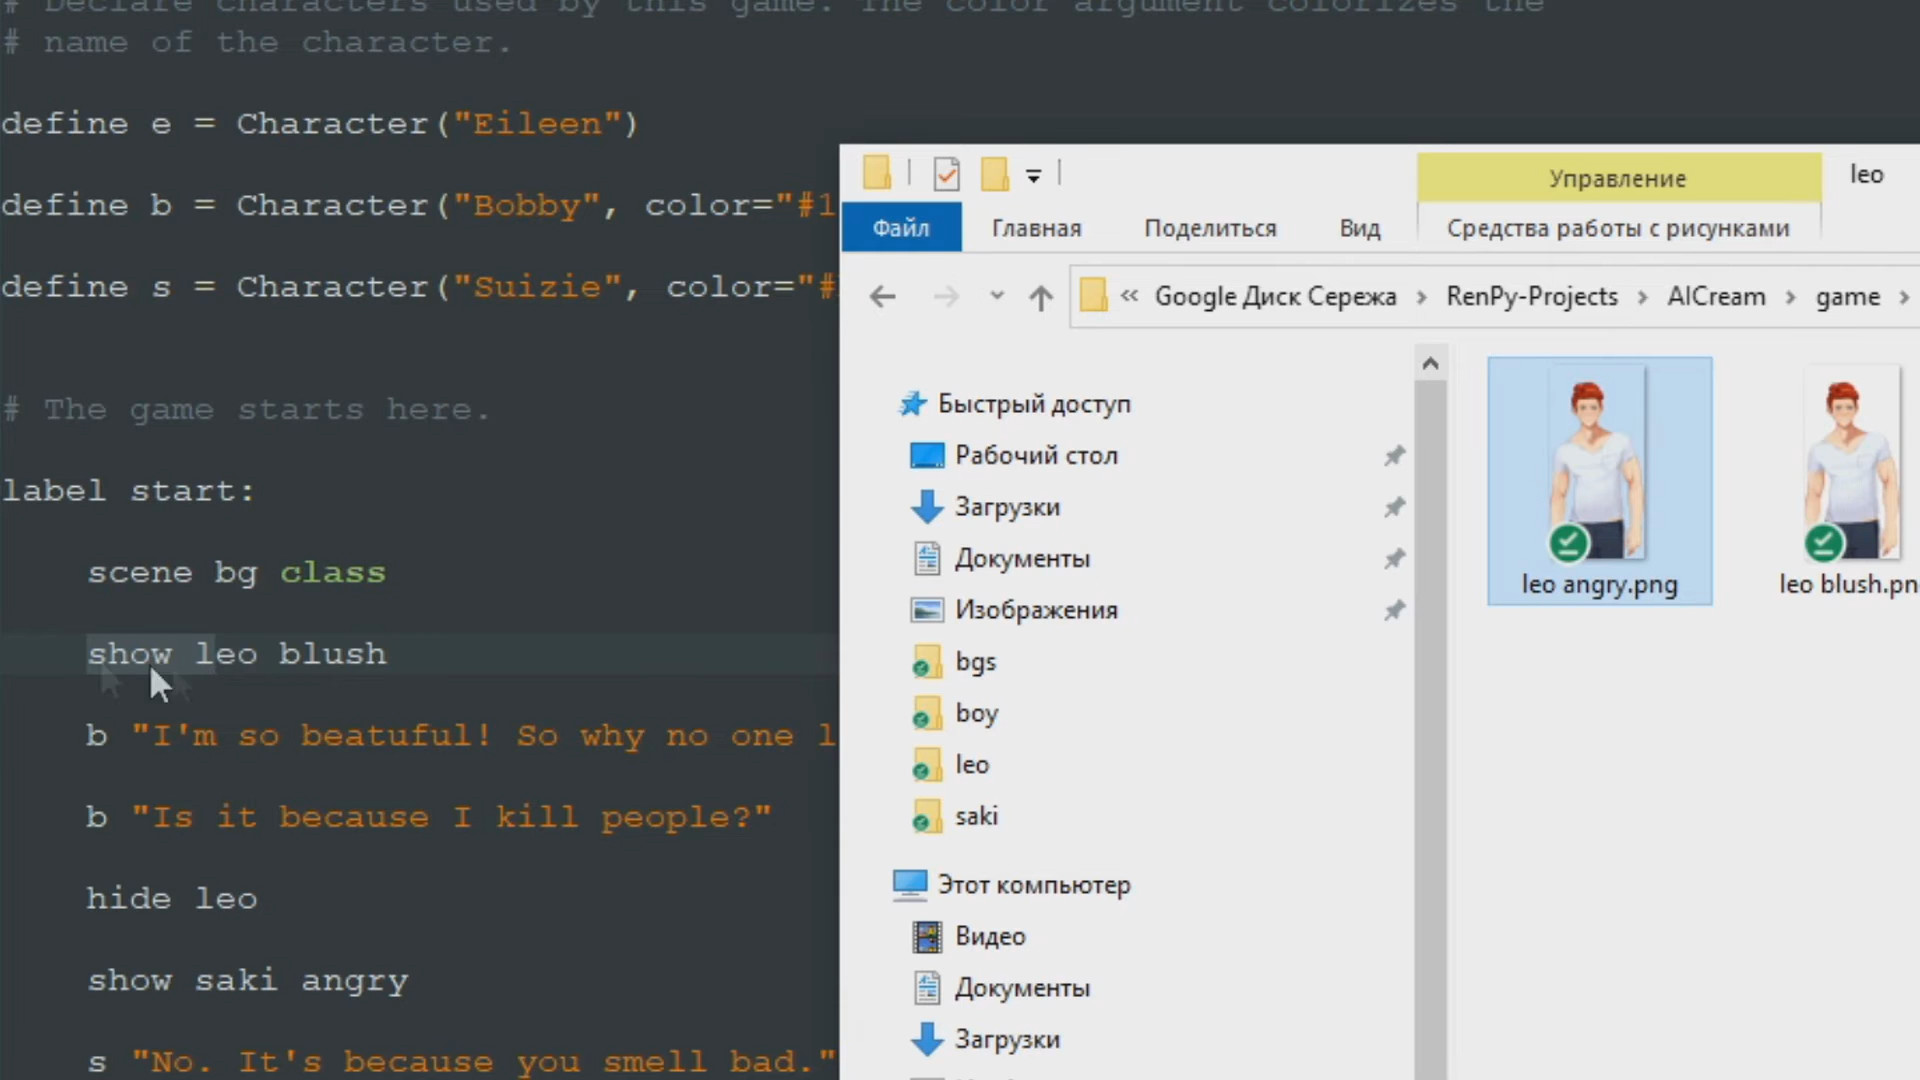 # Declare characters used by this game. The color argument colorizes the
# name of the character.
define e = Character("Eileen")
define b = Character("Bobby", color="#1
define s = Character("Suizie", color="#
# The game starts here.
label start:
scene bg class
show leo blush
b "I'm so beatuful! So why no one l
b "Is it because I kill people?"
hide leo
show saki angry
s "No. It's because you smell bad."
Управление
leo
Файл
Главная
Поделиться
Вид
Средства работы с рисунками
« Google Диск Сережа › RenPy-Projects › AlCream › game ›
Быстрый доступ
Рабочий стол
Загрузки
Документы
Изображения
bgs
boy
leo
saki
Этот компьютер
Видео
Документы
Загрузки
leo angry.png
leo blush.pn